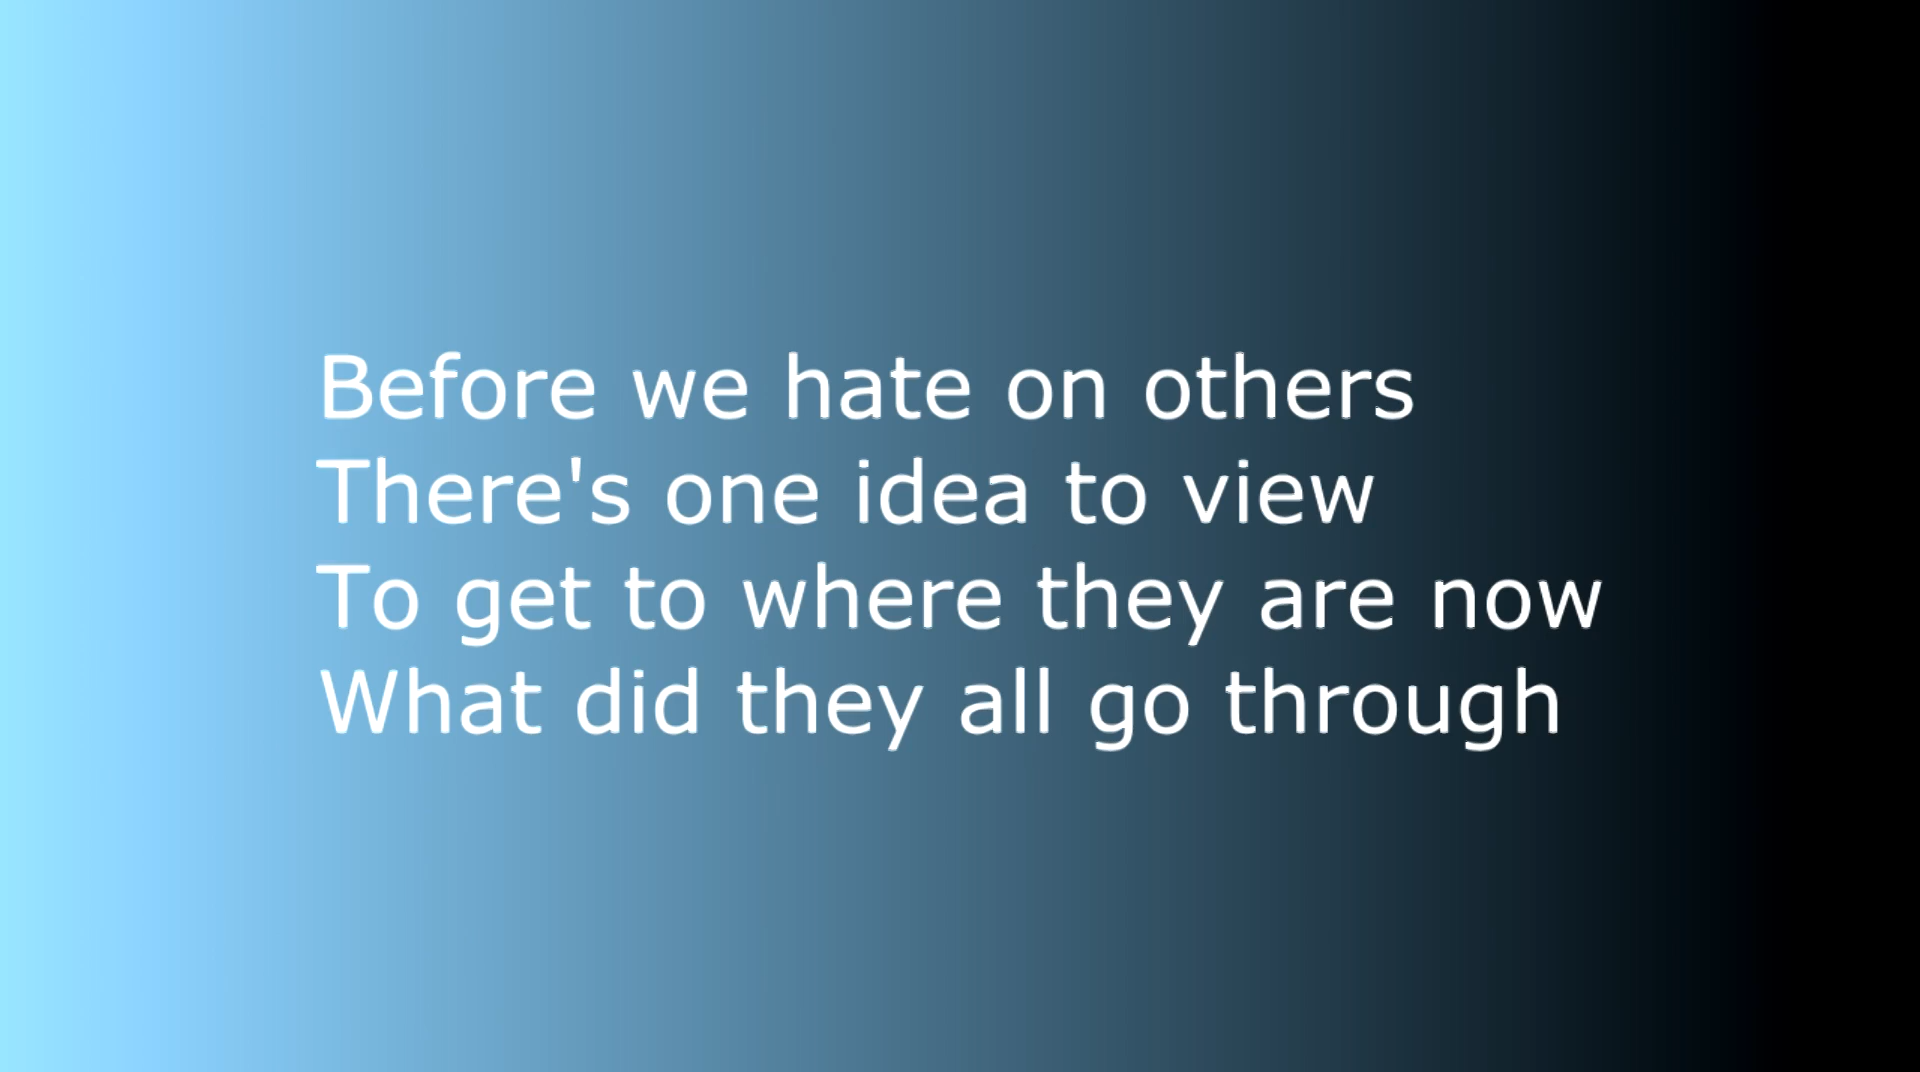 Before we hate on others
There's one idea to view
To get to where they are now
What did they all go through